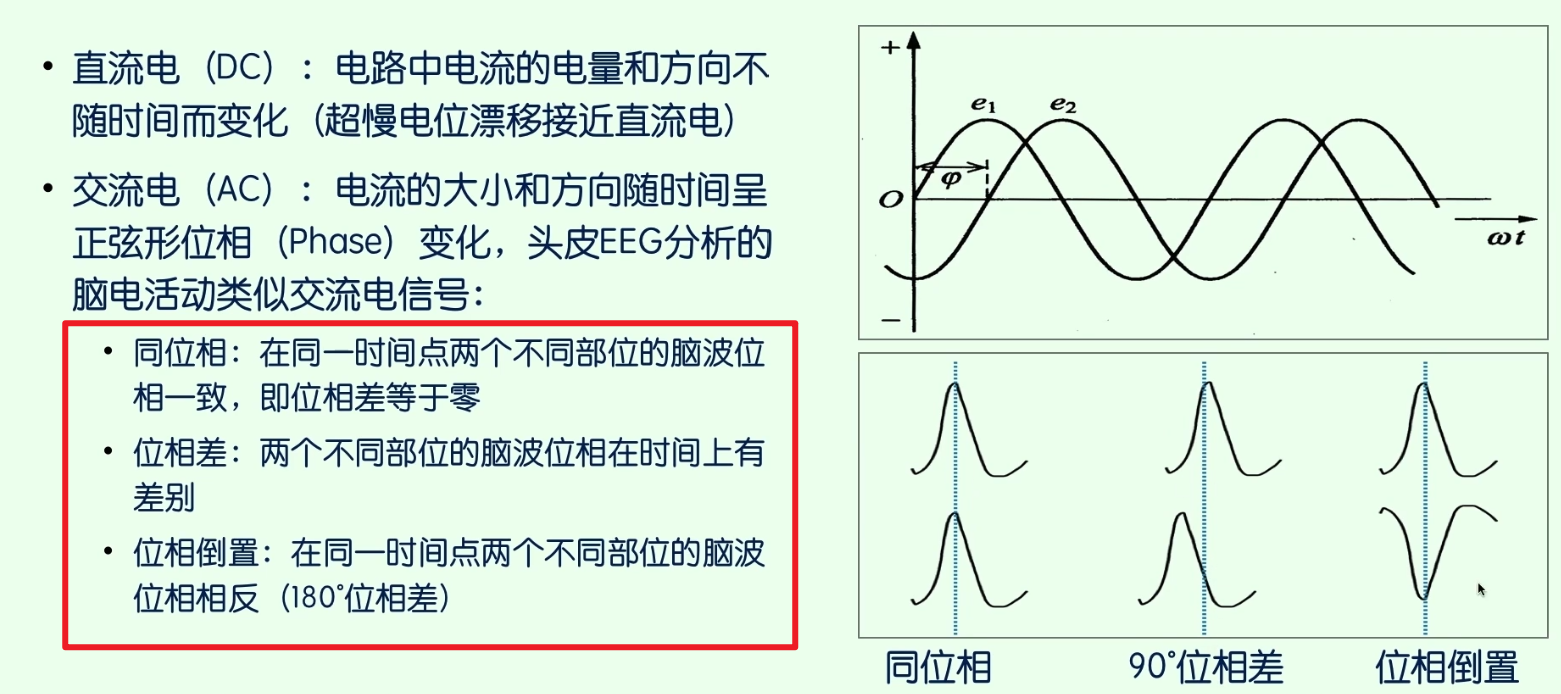 • 直流电（DC）：电路中电流的电量和方向不
随时间而变化（超慢电位漂移接近直流电）
• 交流电（AC）：电流的大小和方向随时间呈
正弦形位相（Phase）变化，头皮EEG分析的
脑电活动类似交流电信号：
• 同位相：在同一时间点两个不同部位的脑波位
相一致，即位相差等于零
• 位相差：两个不同部位的脑波位相在时间上有
差别
• 位相倒置：在同一时间点两个不同部位的脑波
位相相反（180°位相差）
+
e₁ e₂
φ
O
ωt
−
同位相 90°位相差 位相倒置